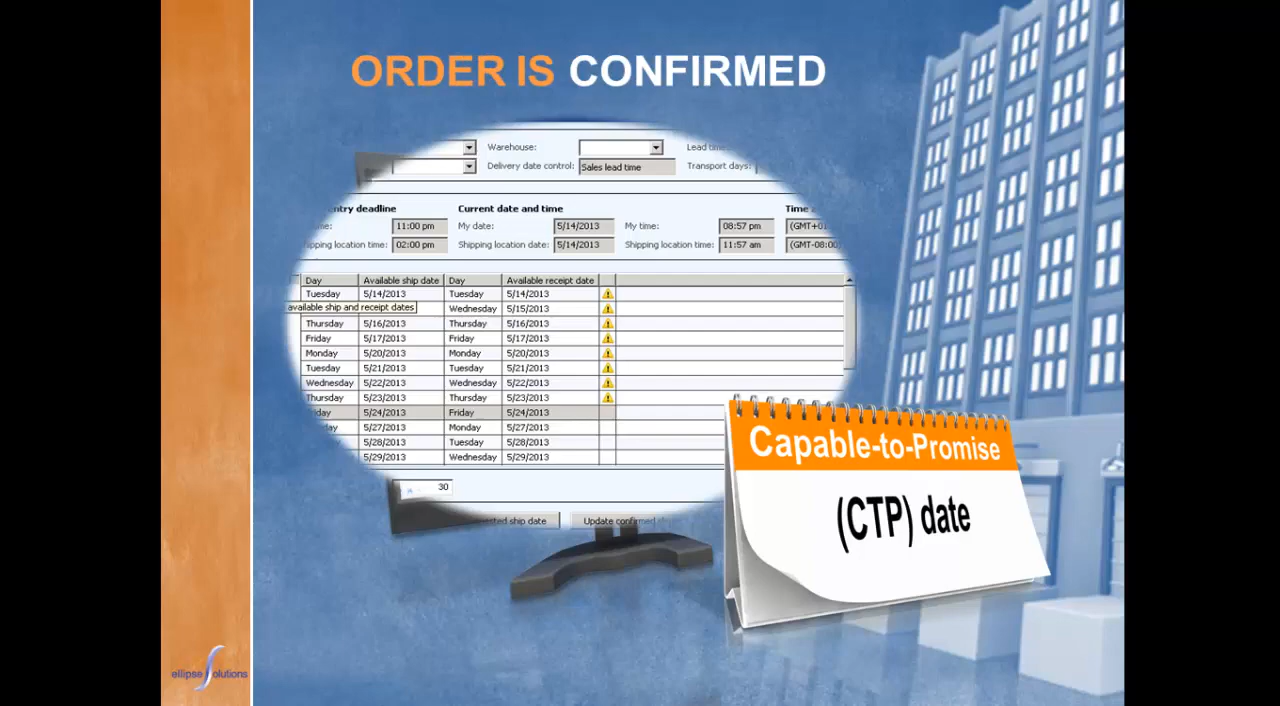 ORDER IS CONFIRMED
Warehouse: Lead time:
Delivery date control: Sales lead time Transport days:
entry deadline Current date and time Time
11:00 pm My date: 5/14/2013 My time: 08:57 pm (GMT+01
hipping location time: 02:00 pm Shipping location date: 5/14/2013 Shipping location time: 11:57 am (GMT-08:00)
Day Available ship date Day Available receipt date
Tuesday 5/14/2013 Tuesday 5/14/2013
available ship and receipt dates Wednesday 5/15/2013
Thursday 5/16/2013 Thursday 5/16/2013
Friday 5/17/2013 Friday 5/17/2013
Monday 5/20/2013 Monday 5/20/2013
Tuesday 5/21/2013 Tuesday 5/21/2013
Wednesday 5/22/2013 Wednesday 5/22/2013
Thursday 5/23/2013 Thursday 5/23/2013
Friday 5/24/2013 Friday 5/24/2013
5/27/2013 Monday 5/27/2013
5/28/2013 Tuesday 5/28/2013
5/29/2013 Wednesday 5/29/2013
30
ship date Update confirmed
Capable-to-Promise
(CTP) date
ellipse solutions